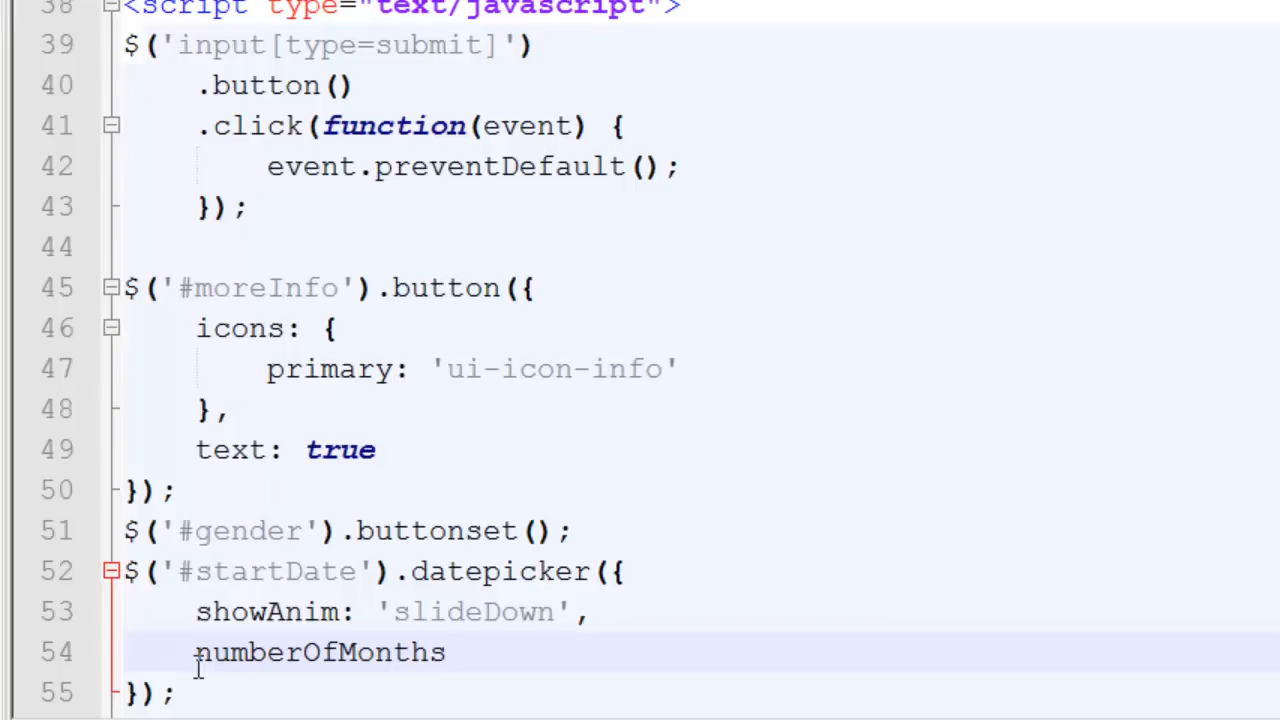 38 <script type="text/javascript">
39 $('input[type=submit]')
40 .button()
41 .click(function(event) {
42 event.preventDefault();
43 });
44
45 $('#moreInfo').button({
46 icons: {
47 primary: 'ui-icon-info'
48 },
49 text: true
50 });
51 $('#gender').buttonset();
52 $('#startDate').datepicker({
53 showAnim: 'slideDown',
54 numberOfMonths
55 });